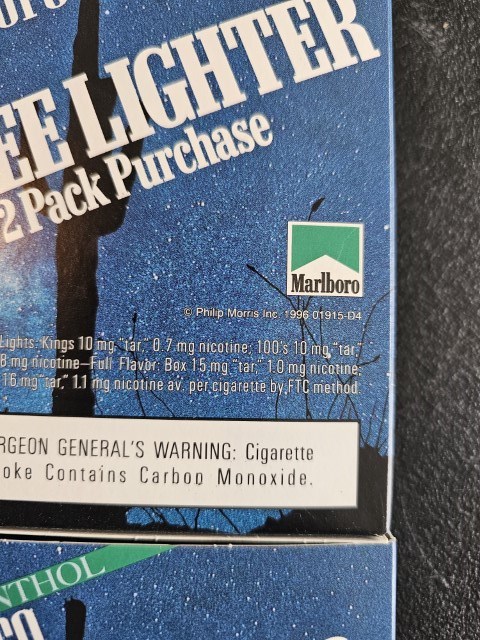 EE LIGHTER
2 Pack Purchase
Marlboro
© Philip Morris Inc. 1996 01915-D4
Lights: Kings 10 mg "tar," 0.7 mg nicotine; 100's 10 mg "tar,"
8 mg nicotine—Full Flavor: Box 15 mg "tar," 1.0 mg nicotine;
16 mg "tar," 1.1 mg nicotine av. per cigarette by FTC method.
RGEON GENERAL'S WARNING: Cigarette
oke Contains Carbon Monoxide.
NTHOL